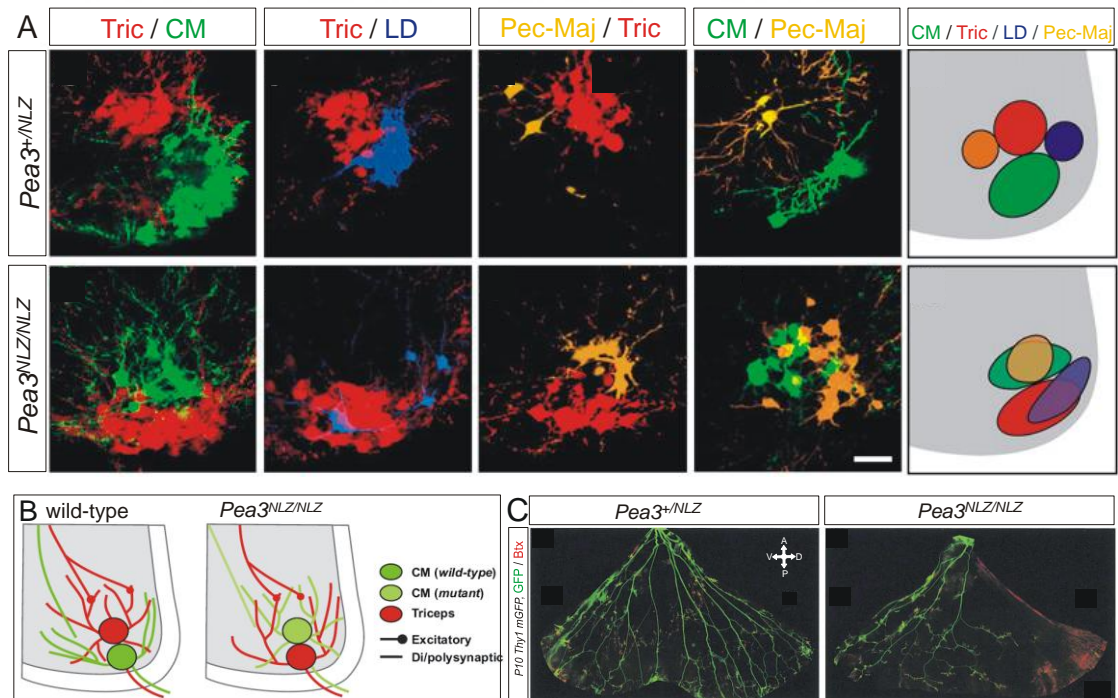 A
Tric / CM
Tric / LD
Pec-Maj / Tric
CM / Pec-Maj
CM / Tric / LD / Pec-Maj
Pea3+/NLZ
Pea3NLZ/NLZ
B wild-type
Pea3NLZ/NLZ
CM (wild-type)
CM (mutant)
Triceps
Excitatory
Di/polysynaptic
C
Pea3+/NLZ
Pea3NLZ/NLZ
P10 Thy1 mGFP, GFP / Btx
A
V D
P